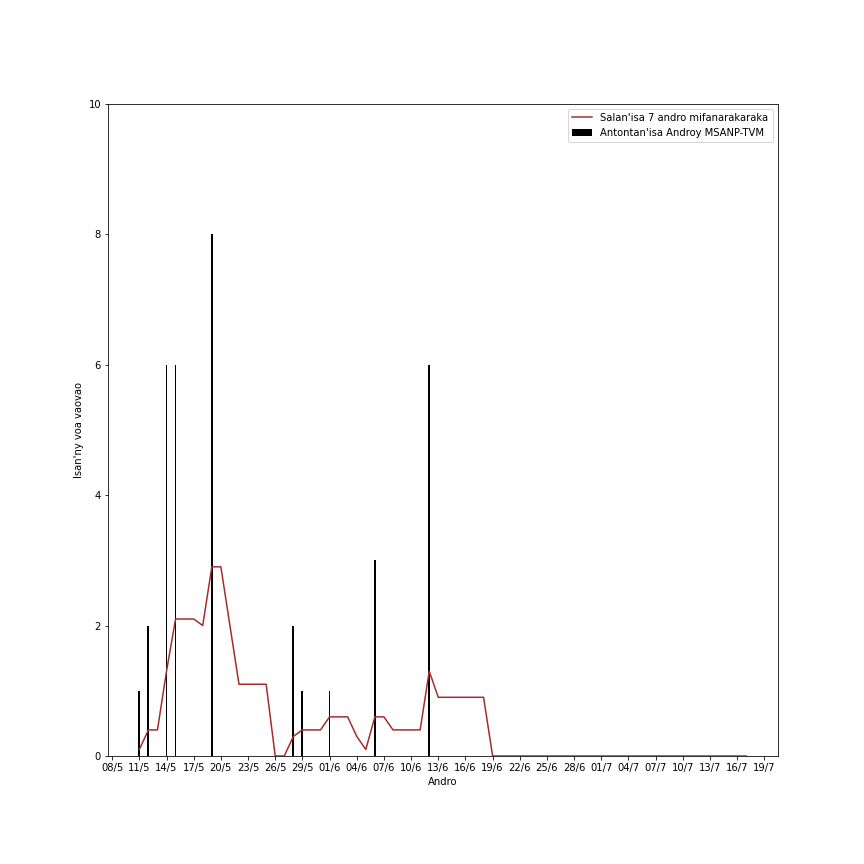 Salan'isa 7 andro mifanarakaraka
Antontan'isa Androy MSANP-TVM
10
8
6
4
2
0
Isan'ny voa vaovao
08/5 11/5 14/5 17/5 20/5 23/5 26/5 29/5 01/6 04/6 07/6 10/6 13/6 16/6 19/6 22/6 25/6 28/6 01/7 04/7 07/7 10/7 13/7 16/7 19/7
Andro